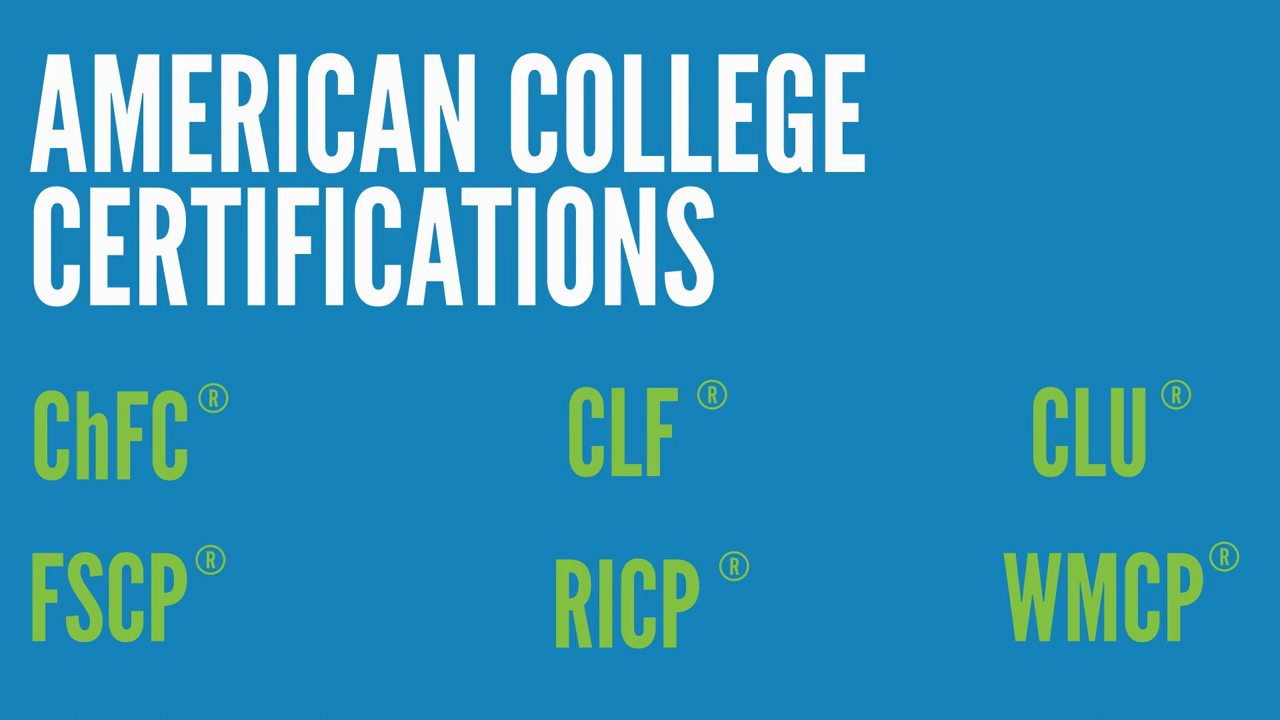 AMERICAN COLLEGE
CERTIFICATIONS
ChFC® CLF® CLU®
FSCP® RICP® WMCP®